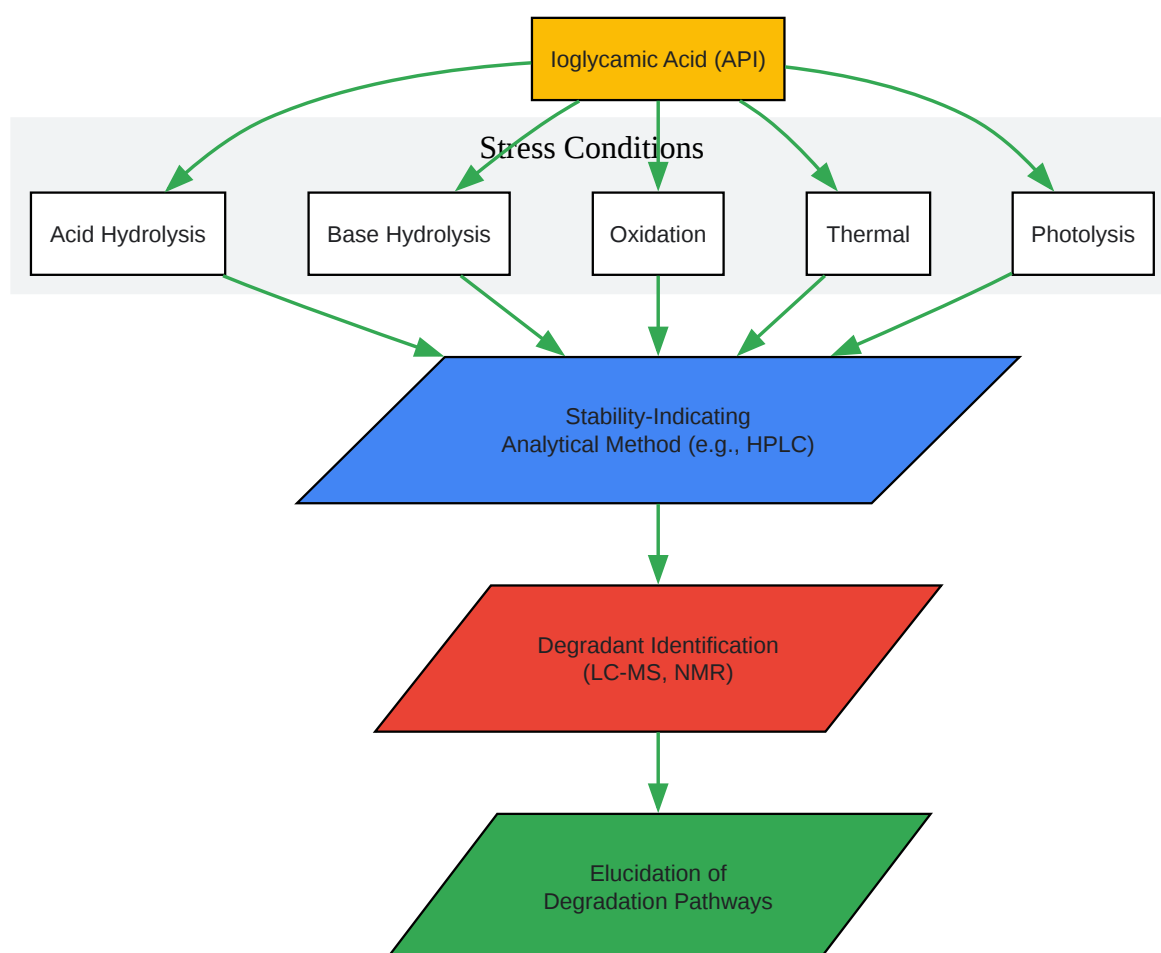 Ioglycamic Acid (API)
Stress Conditions
Acid Hydrolysis
Base Hydrolysis
Oxidation
Thermal
Photolysis
Stability-Indicating
Analytical Method (e.g., HPLC)
Degradant Identification
(LC-MS, NMR)
Elucidation of
Degradation Pathways